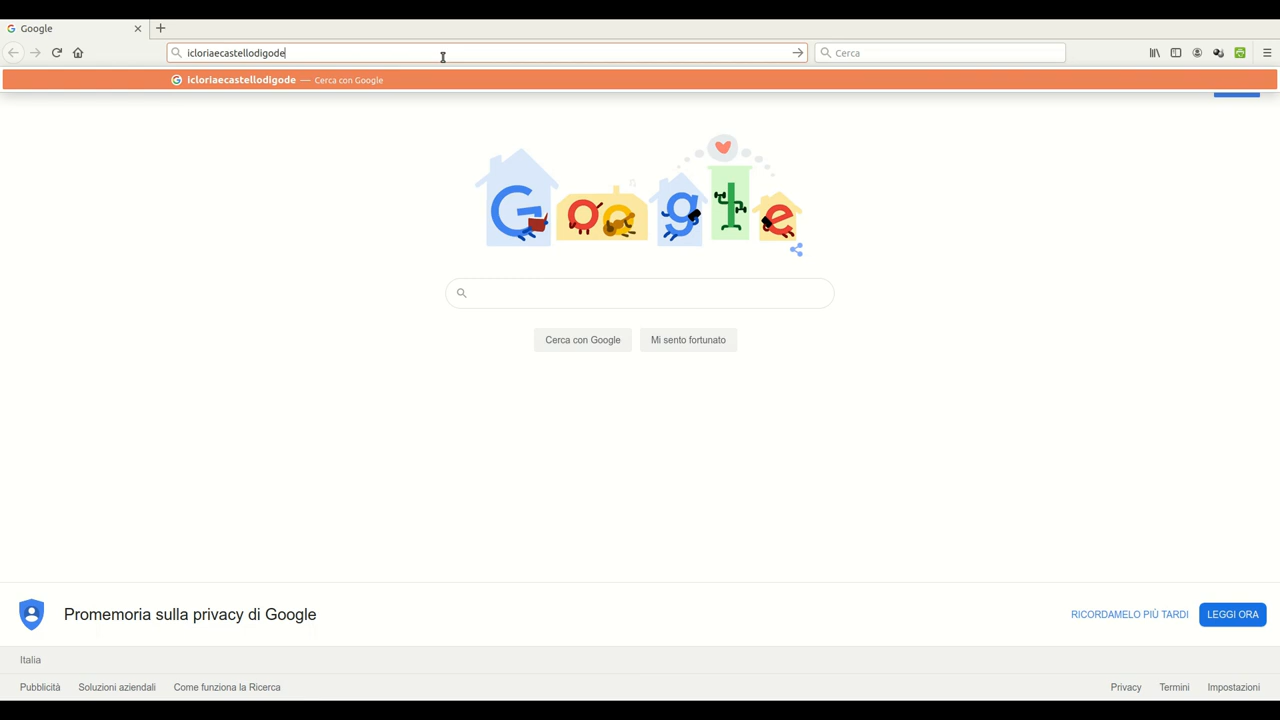 Google
icloriaecastellodigode
Cerca
icloriaecastellodigode — Cerca con Google
Google
Cerca con Google
Mi sento fortunato
Promemoria sulla privacy di Google
RICORDAMELO PIÙ TARDI
LEGGI ORA
Italia
Pubblicità
Soluzioni aziendali
Come funziona la Ricerca
Privacy
Termini
Impostazioni